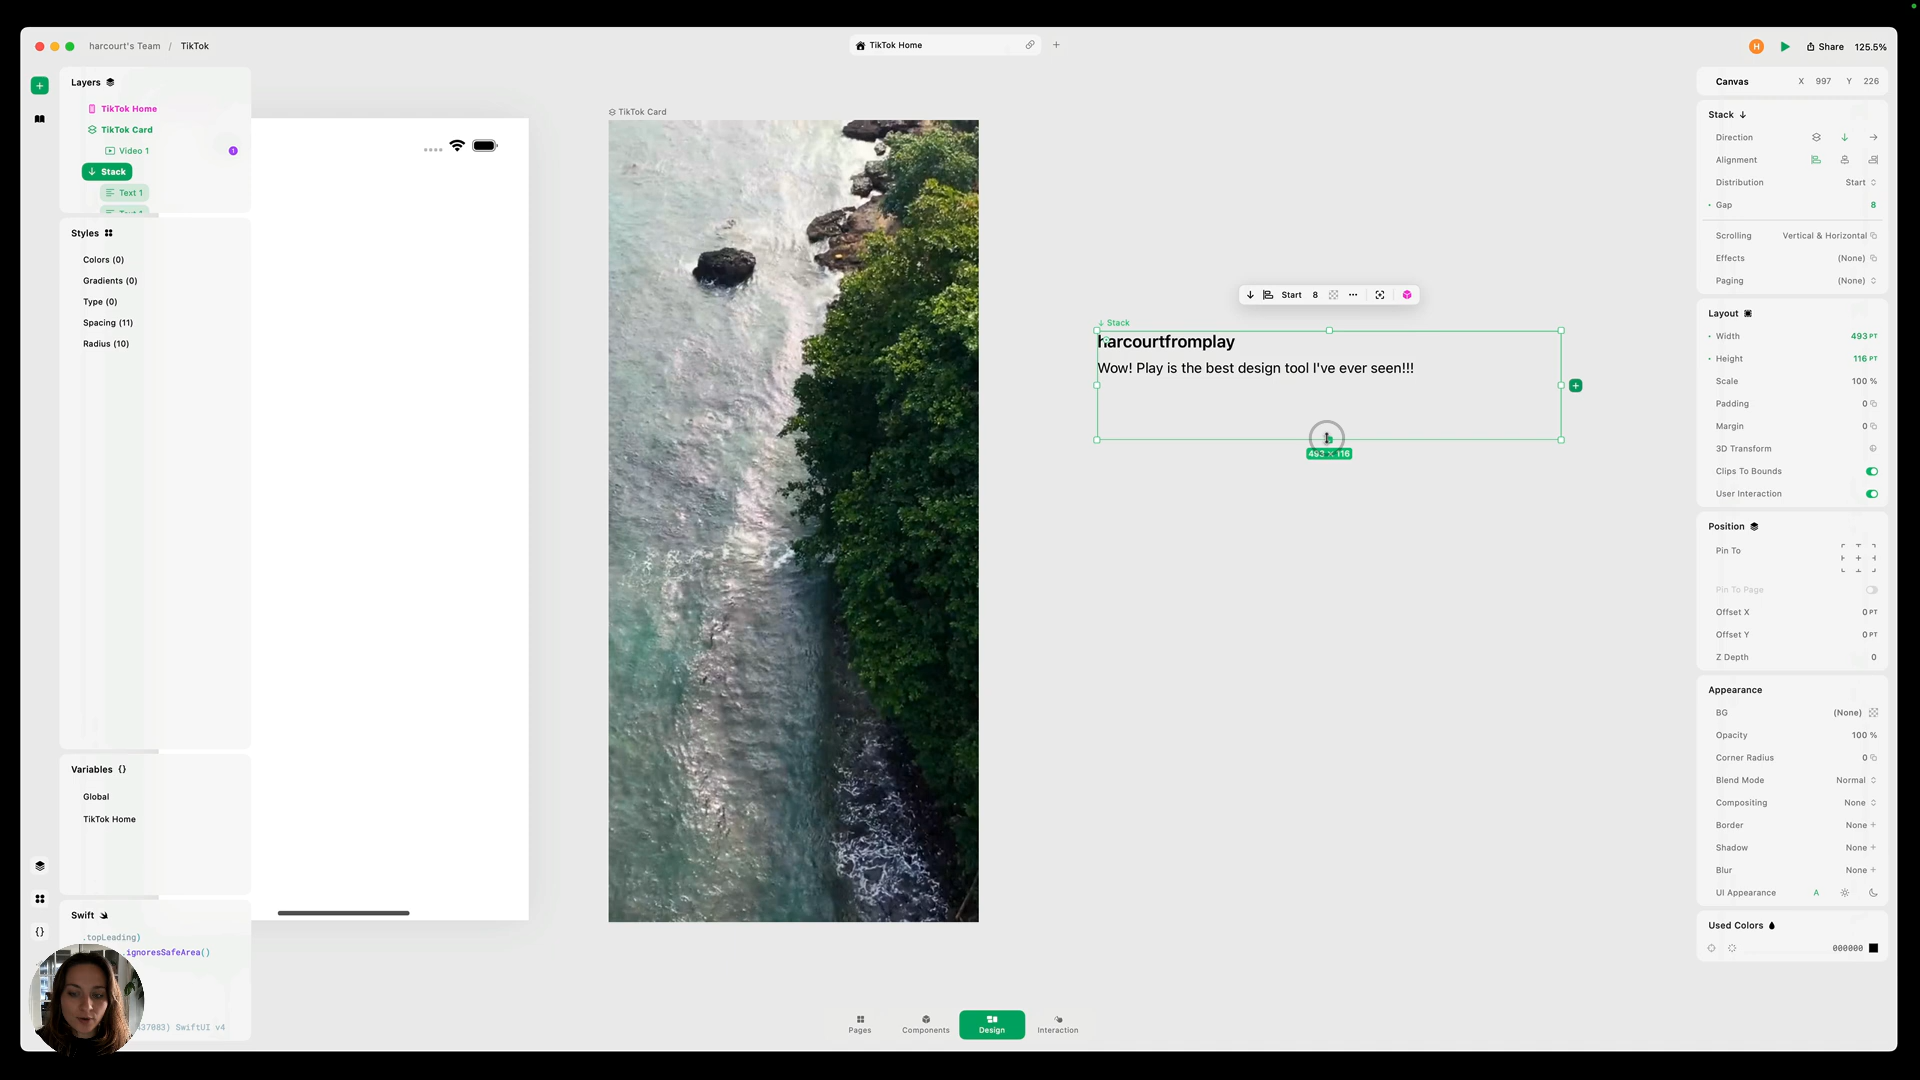 harcourt's Team / TikTok
TikTok Home
H
Share 125.5%
Layers
TikTok Home
TikTok Card
Video 1
1
Stack
Text 1
Styles
Colors (0)
Gradients (0)
Type (0)
Spacing (11)
Radius (10)
Variables {}
Global
TikTok Home
Swift
.topLeading)
.ignoresSafeArea()
37083) SwiftUI v4
TikTok Card
Start 8
Stack
harcourtfromplay
Wow! Play is the best design tool I've ever seen!!!
493 × 116
Pages
Components
Design
Interaction
Canvas X 997 Y 226
Stack
Direction
Alignment
Distribution Start
Gap 8
Scrolling Vertical & Horizontal
Effects (None)
Paging (None)
Layout
Width 493 PT
Height 116 PT
Scale 100 %
Padding 0
Margin 0
3D Transform
Clips To Bounds
User Interaction
Position
Pin To
Pin To Page
Offset X 0 PT
Offset Y 0 PT
Z Depth 0
Appearance
BG (None)
Opacity 100 %
Corner Radius 0
Blend Mode Normal
Compositing None
Border None +
Shadow None +
Blur None +
UI Appearance A
Used Colors
000000